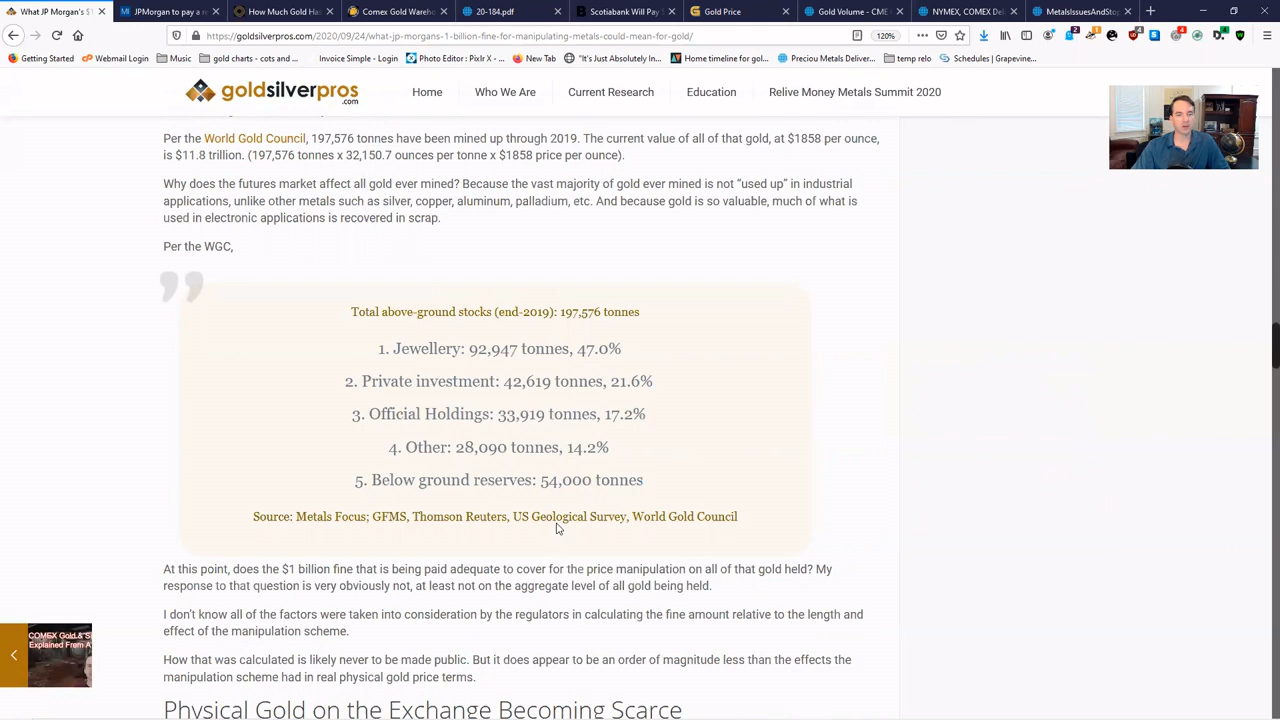 What JP Morgan's $
JPMorgan to pay a re
How Much Gold Has
Comex Gold Wareho
20-184.pdf
Scotiabank Will Pay
Gold Price
Gold Volume - CME
NYMEX, COMEX Del
MetalsIssuesAndStop
https://goldsilverpros.com/2020/09/24/what-jp-morgans-1-billion-fine-for-manipulating-metals-could-mean-for-gold/
120%
Getting Started
Webmail Login
Music
gold charts - cots and ...
Invoice Simple - Login
Photo Editor : Pixlr X - ...
New Tab
"It's Just Absolutely In...
Home timeline for gol...
Preciou Metals Deliver...
temp relo
Schedules | Grapevine...
goldsilverpros
.com
Home
Who We Are
Current Research
Education
Relive Money Metals Summit 2020
Per the World Gold Council, 197,576 tonnes have been mine up through 2019. The current value of all of that gold, at $1858 per ounce,
is $11.8 trillion. (197,576 tonnes x 32,150.7 ounces per tonne x $1858 price per ounce).
Why does the futures market affect all gold ever mined? Because the vast majority of gold ever mined is not "used up" in industrial
applications, unlike other metals such as silver, copper, aluminum, palladium, etc. And because gold is so valuable, much of what is
used in electronic applications is recovered in scrap.
Per the WGC,
Total above-ground stocks (end-2019): 197,576 tonnes
1. Jewellery: 92,947 tonnes, 47.0%
2. Private investment: 42,619 tonnes, 21.6%
3. Official Holdings: 33,919 tonnes, 17.2%
4. Other: 28,090 tonnes, 14.2%
5. Below ground reserves: 54,000 tonnes
Source: Metals Focus; GFMS, Thomson Reuters, US Geological Survey, World Gold Council
At this point, does the $1 billion fine that is being paid adequate to cover for the price manipulation on all of that gold held? My
response to that question is very obviously not, at least not on the aggregate level of all gold being held.
I don't know all of the factors were taken into consideration by the regulators in calculating the fine amount relative to the length and
effect of the manipulation scheme.
COMEX Gold & Si
Explained From A
How that was calculated is likely never to be made public. But it does appear to be an order of magnitude less than the effects the
manipulation scheme had in real physical gold price terms.
Physical Gold on the Exchange Becoming Scarce